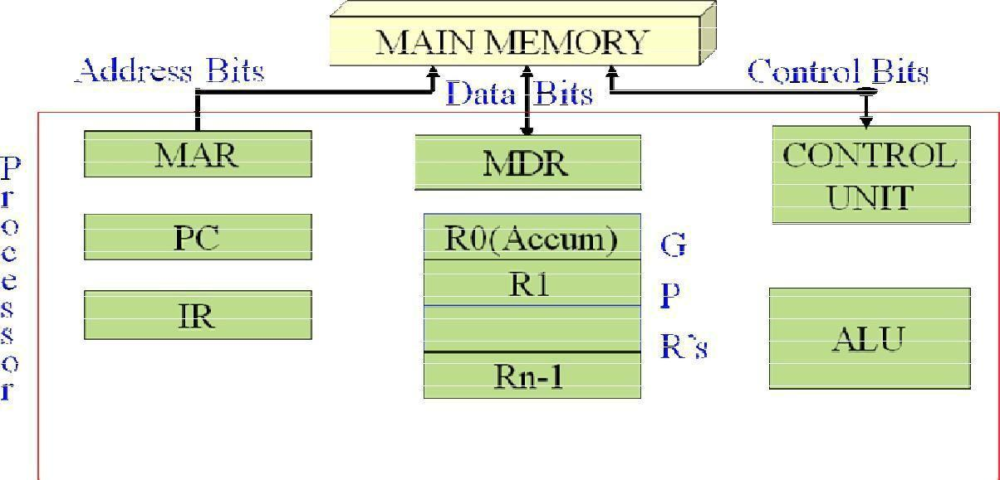 MAIN MEMORY
Address Bits
Data Bits
Control Bits
Processor
MAR
MDR
CONTROL
UNIT
PC
R0(Accum)
R1
Rn-1
G
P
R`s
IR
ALU